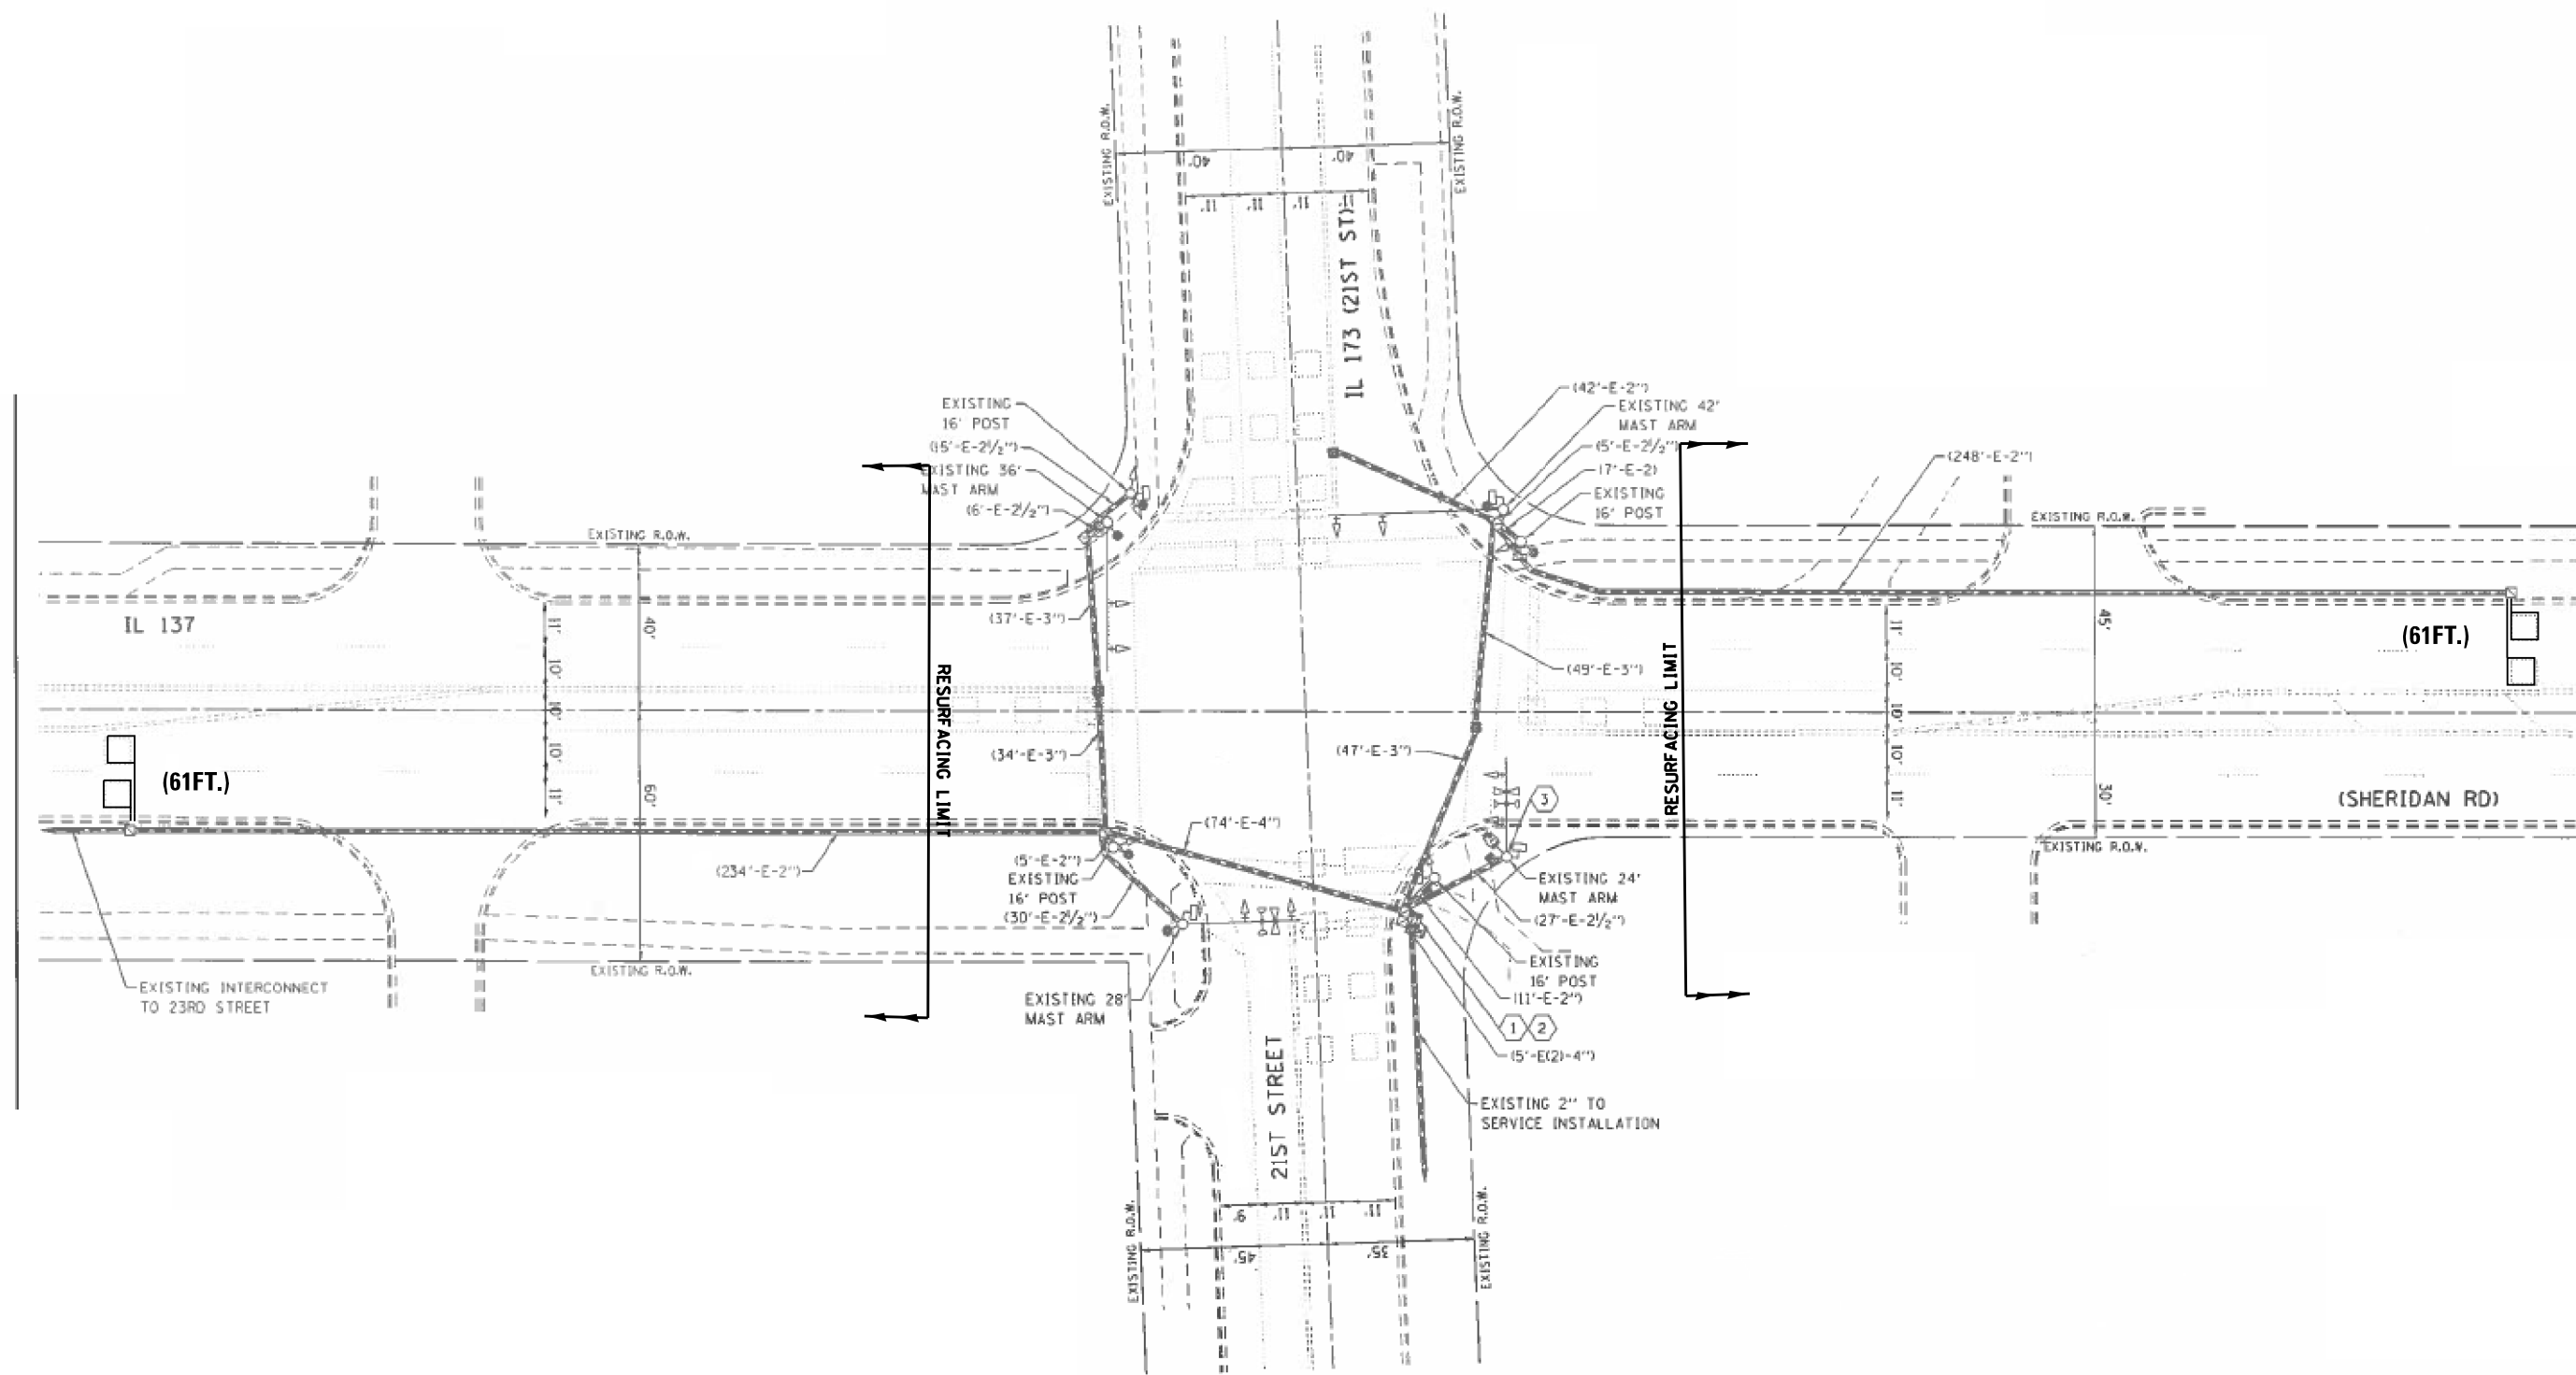 EXISTING R.O.W.
EXISTING R.O.W.
40'
40'
11'
11'
11'
11'
IL 173 (21ST ST)
EXISTING
16' POST
(15'-E-2½")
EXISTING 36'
MAST ARM
(6'-E-2½")
(42'-E-2")
EXISTING 42'
MAST ARM
(5'-E-2½")
(7'-E-2)
EXISTING
16' POST
(248'-E-2")
EXISTING R.O.W.
EXISTING R.O.W.
IL 137
11'
10'
10'
10'
11'
40'
60'
(37'-E-3")
(49'-E-3")
11'
10'
10'
10'
11'
45'
30'
(61FT.)
RESURFACING LIMIT
RESURFACING LIMIT
(34'-E-3")
(47'-E-3")
(61FT.)
3
(SHERIDAN RD)
(74'-E-4")
EXISTING R.O.W.
(234'-E-2")
(5'-E-2")
EXISTING
16' POST
(30'-E-2½")
EXISTING 24'
MAST ARM
(27'-E-2½")
EXISTING R.O.W.
EXISTING
16' POST
(11'-E-2")
EXISTING INTERCONNECT
TO 23RD STREET
EXISTING 28'
MAST ARM
1
2
(5'-E(2)-4")
21ST STREET
EXISTING 2" TO
SERVICE INSTALLATION
9'
11'
11'
11'
45'
35'
EXISTING R.O.W.
EXISTING R.O.W.